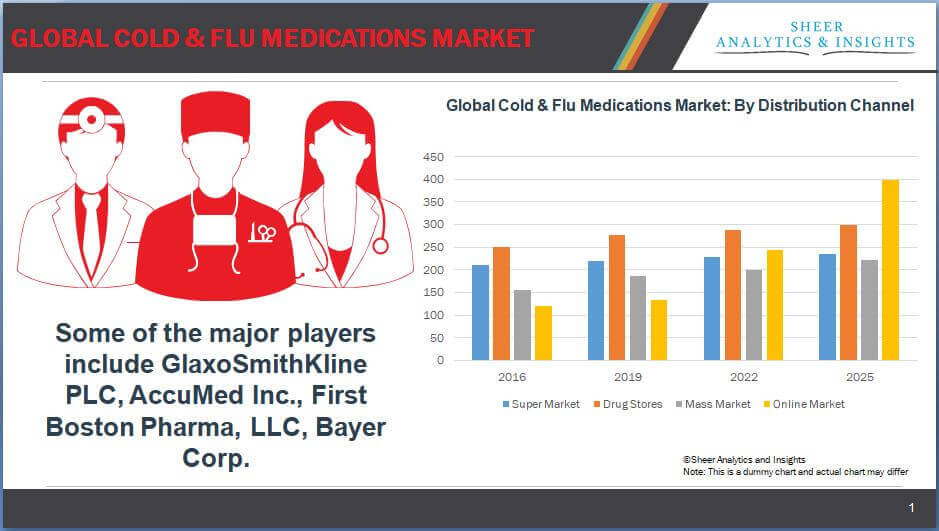 GLOBAL COLD & FLU MEDICATIONS MARKET
SHEER
ANALYTICS & INSIGHTS
Some of the major players
include GlaxoSmithKline
PLC, AccuMed Inc., First
Boston Pharma, LLC, Bayer
Corp.
Global Cold & Flu Medications Market: By Distribution Channel
450
400
350
300
250
200
150
100
50
0
2016 2019 2022 2025
Super Market Drug Stores Mass Market Online Market
©Sheer Analytics and Insights
Note: This is a dummy chart and actual chart may differ
1